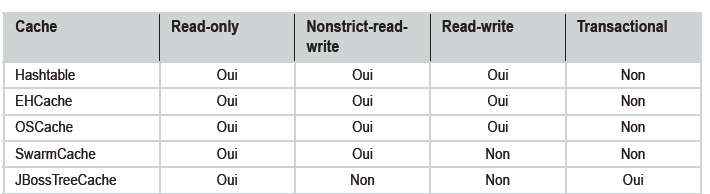 Cache Read-only Nonstrict-read-write Read-write Transactional
Hashtable Oui Oui Oui Non
EHCache Oui Oui Oui Non
OSCache Oui Oui Oui Non
SwarmCache Oui Oui Non Non
JBossTreeCache Oui Non Non Oui